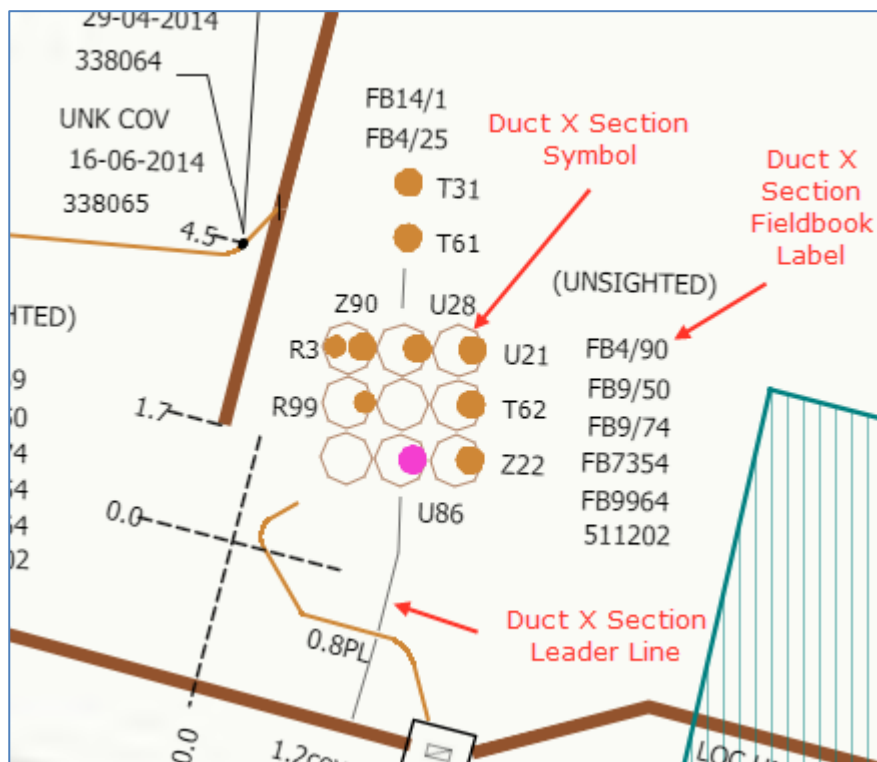 29-04-2014
338064
UNK COV
16-06-2014
338065
FB14/1
FB4/25
T31
T61
Duct X Section
Symbol
Duct X
Section
Fieldbook
Label
4.5
(UNSIGHTED)
HTED)
Z90
U28
R3
U21
FB4/90
R99
T62
FB9/50
1.7
FB9/74
Z22
FB7354
0.0
U86
FB9964
511202
Duct X Section
Leader Line
0.8PL
0.0